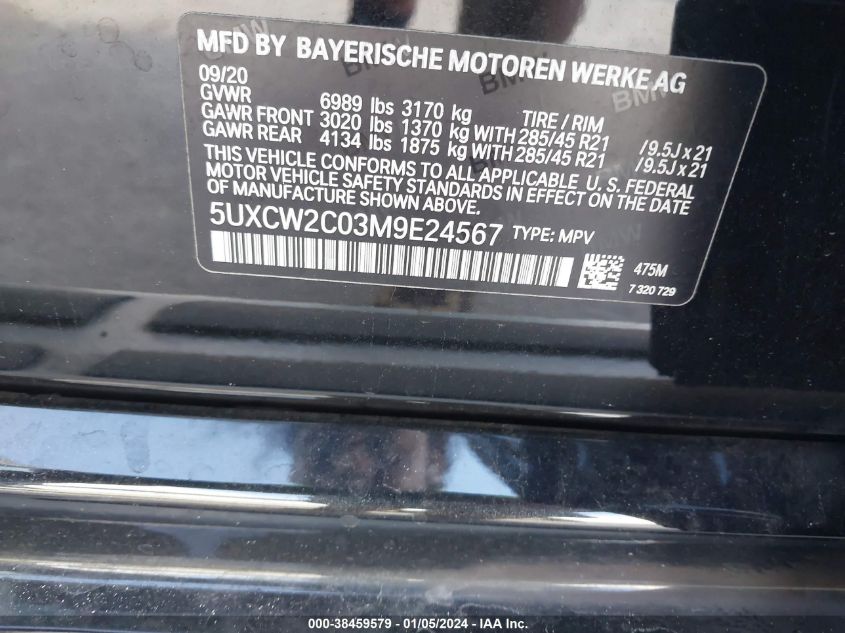 MFD BY BAYERISCHE MOTOREN WERKE AG
09/20
GVWR 6989 lbs 3170 kg TIRE / RIM
GAWR FRONT 3020 lbs 1370 kg WITH 285/45 R21 /9.5J x 21
GAWR REAR 4134 lbs 1875 kg WITH 285/45 R21 /9.5J x 21
THIS VEHICLE CONFORMS TO ALL APPLICABLE U. S. FEDERAL
MOTOR VEHICLE SAFETY STANDARDS IN EFFECT ON THE DATE
OF MANUFACTURE SHOWN ABOVE.
5UXCW2C03M9E24567 TYPE: MPV
475M
7 320 729
000-38459579 - 01/05/2024 - IAA Inc.